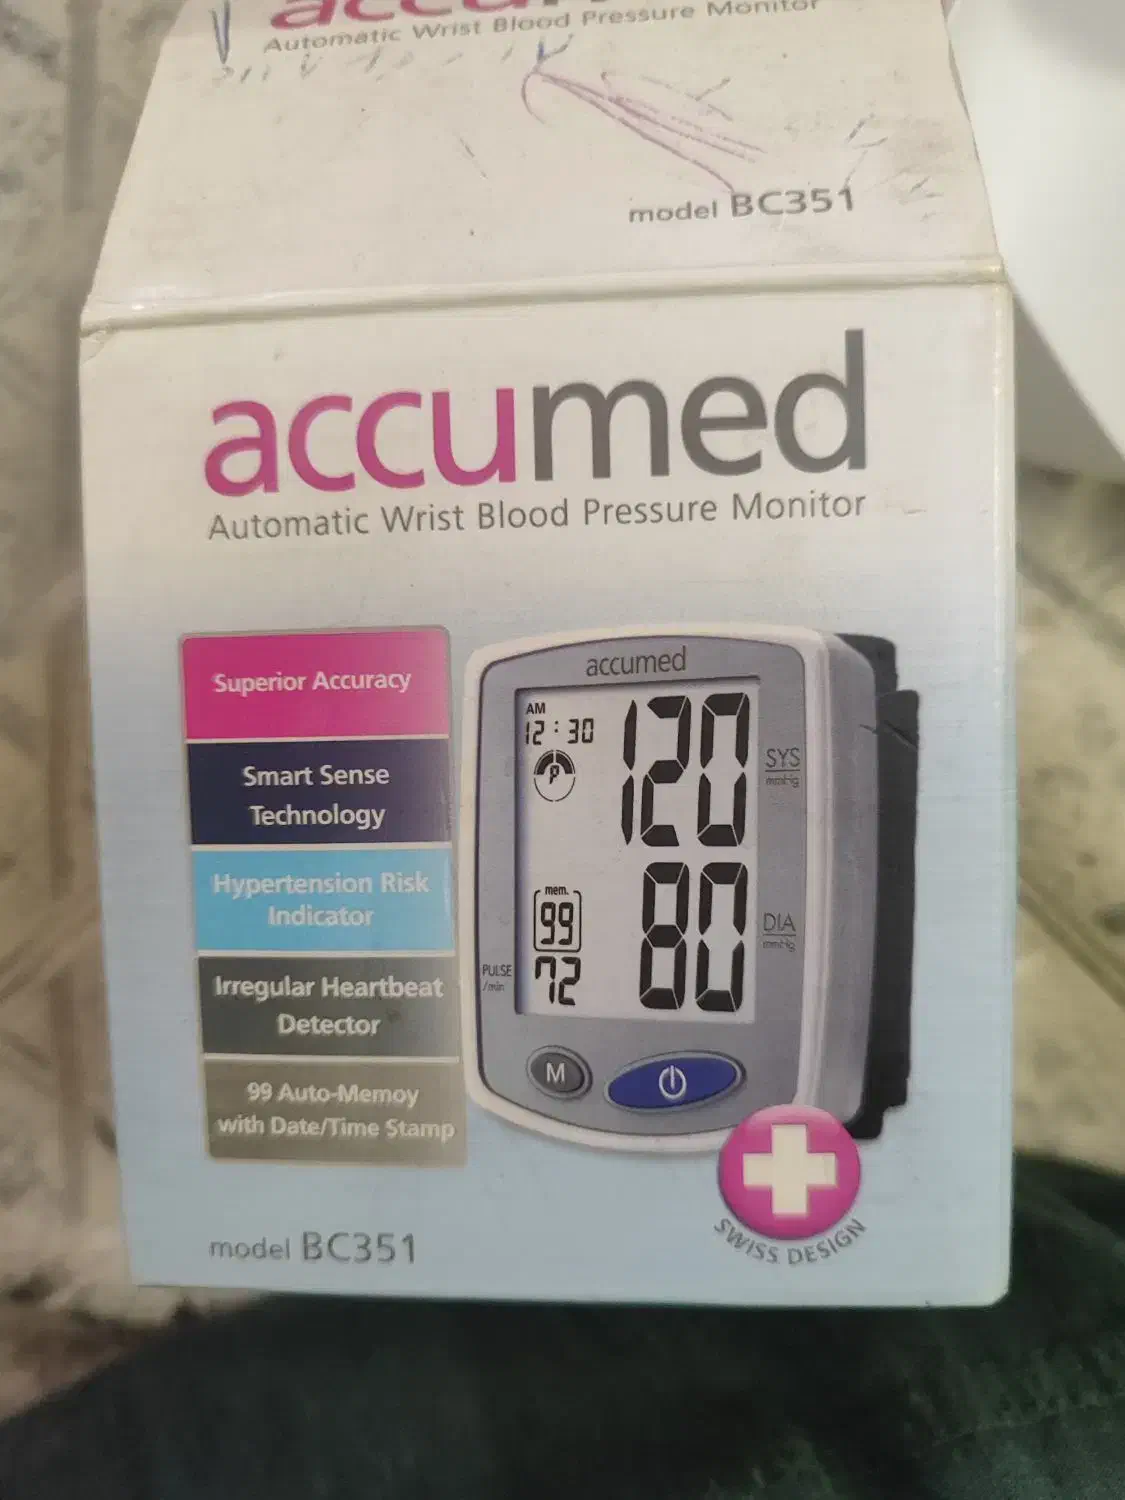 Automatic Wrist Blood Pressure Monitor
model BC351
accumed
Automatic Wrist Blood Pressure Monitor
Superior Accuracy
Smart Sense
Technology
Hypertension Risk
Indicator
Irregular Heartbeat
Detector
99 Auto-Memoy
with Date/Time Stamp
accumed
AM
12:30
P
120
SYS
mmHg
mem.
99
80
DIA
mmHg
PULSE
/min
72
M
SWISS DESIGN
model BC351